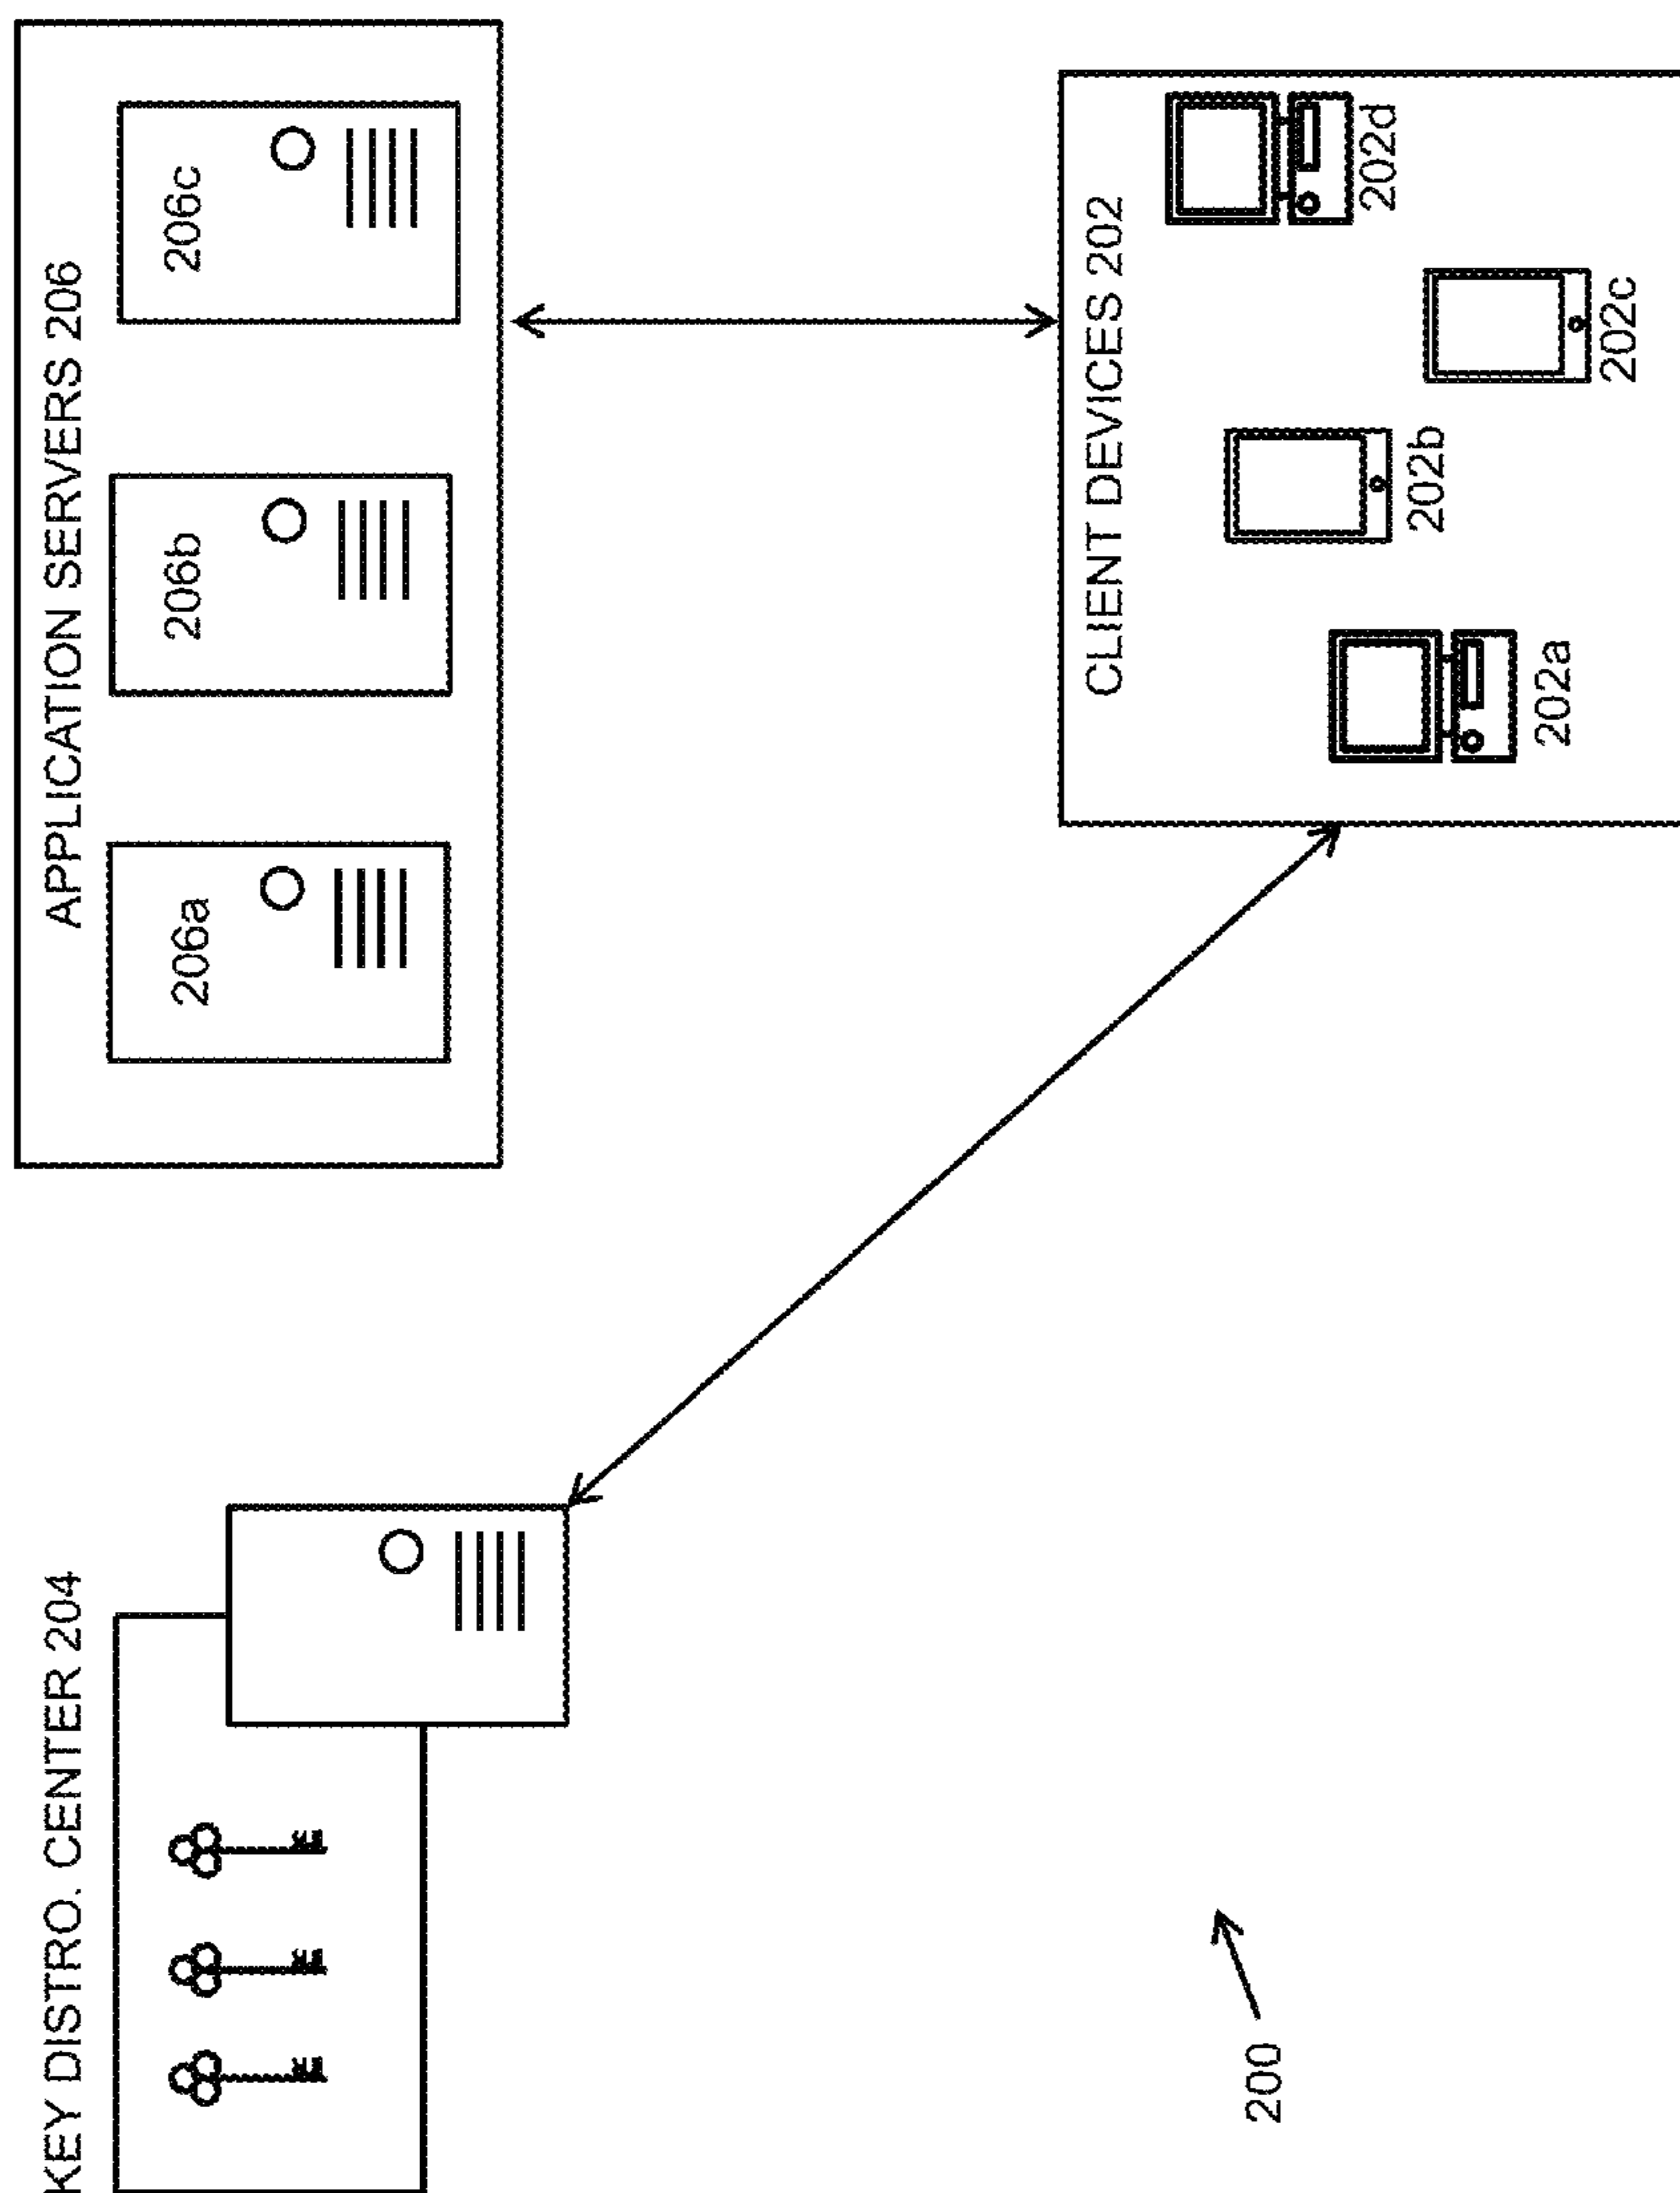 KEY DISTRO. CENTER 204
APPLICATION SERVERS 206
206a
206b
206c
CLIENT DEVICES 202
202a
202b
202c
202d
200